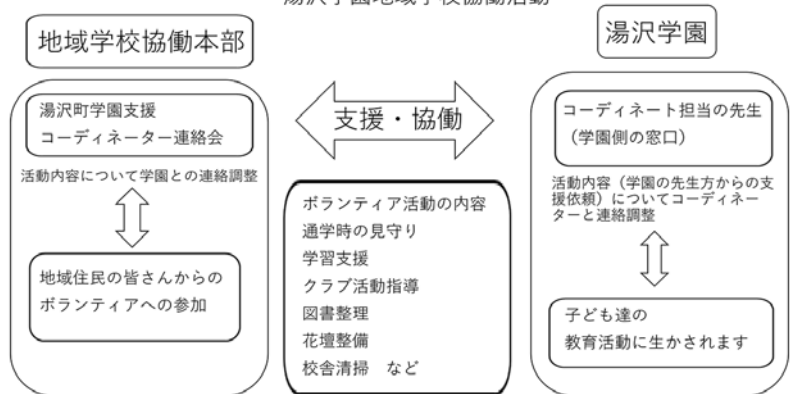 湯沢学園地域学校協働活動
地域学校協働本部
湯沢町学園支援
コーディネーター連絡会
活動内容について学園との連絡調整
地域住民の皆さんからの
ボランティアへの参加
支援・協働
ボランティア活動の内容
通学時の見守り
学習支援
クラブ活動指導
図書整理
花壇整備
校舎清掃　など
湯沢学園
コーディネート担当の先生
（学園側の窓口）
活動内容（学園の先生方からの支
援依頼）についてコーディネー
ターと連絡調整
子ども達の
教育活動に生かされます